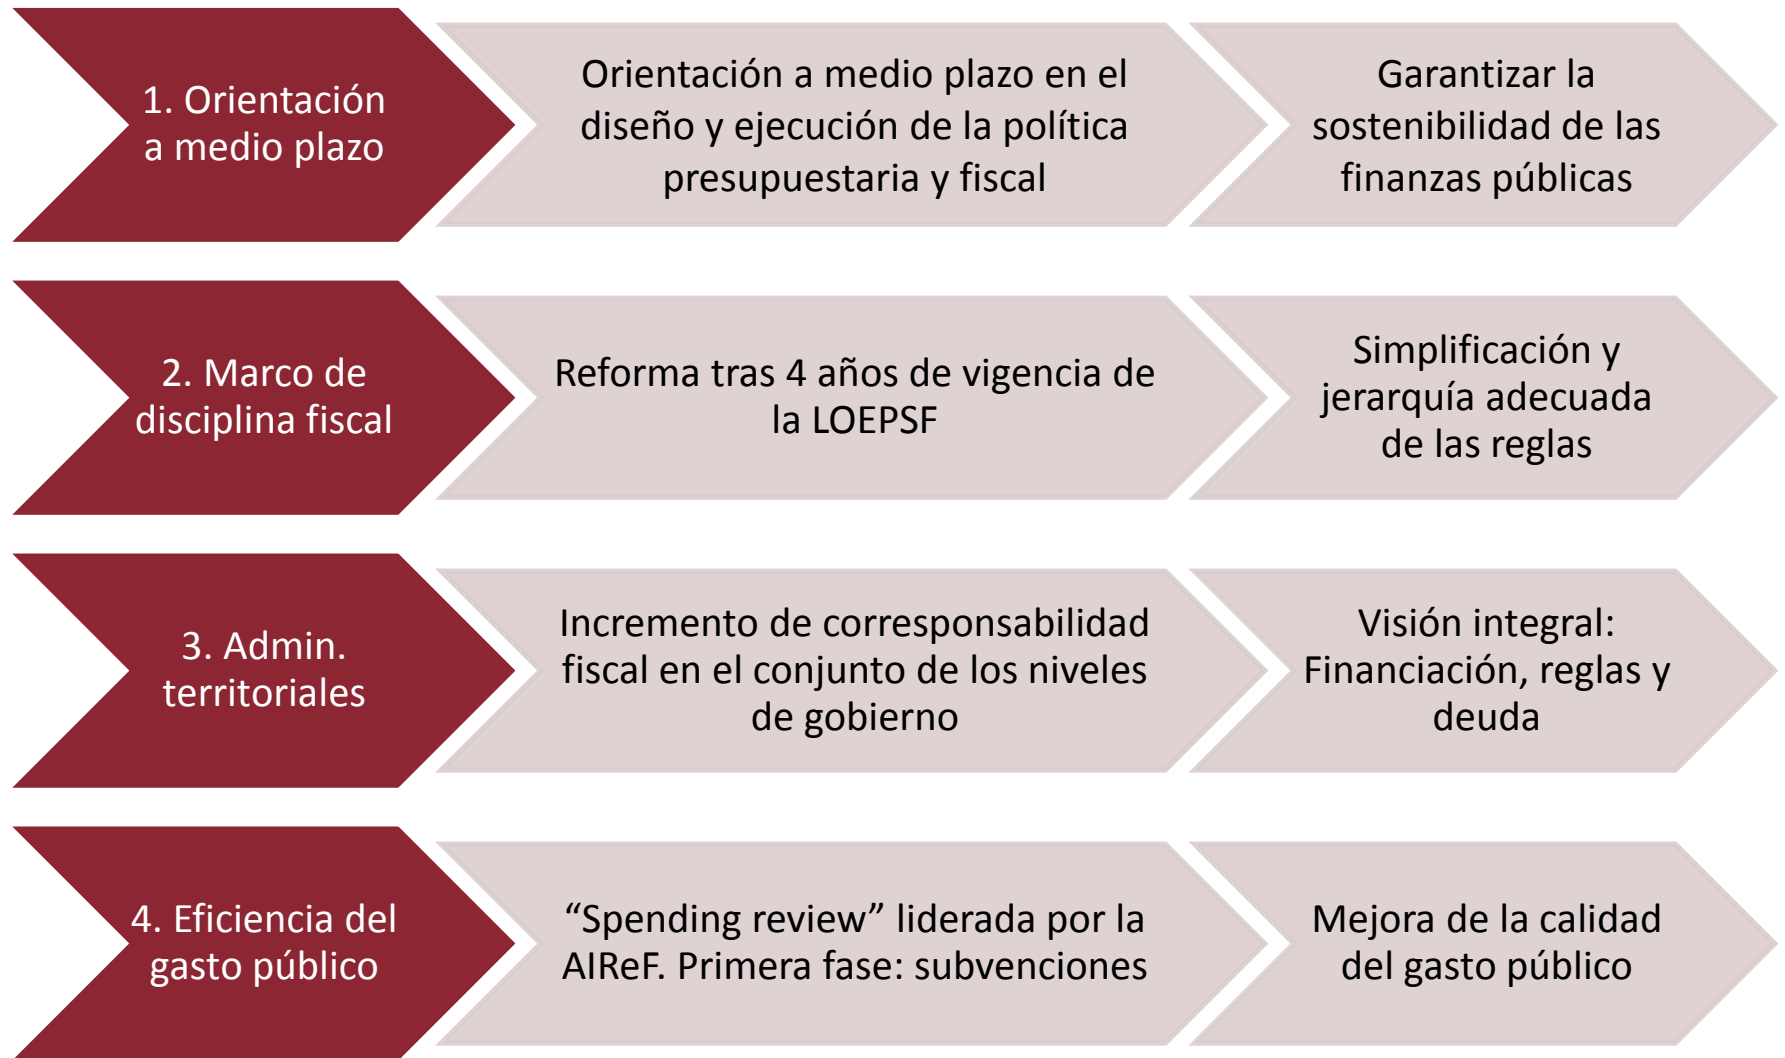 1. Orientación
a medio plazo
Orientación a medio plazo en el
diseño y ejecución de la política
presupuestaria y fiscal
Garantizar la
sostenibilidad de las
finanzas públicas
2. Marco de
disciplina fiscal
Reforma tras 4 años de vigencia de
la LOEPSF
Simplificación y
jerarquía adecuada
de las reglas
3. Admin.
territoriales
Incremento de corresponsabilidad
fiscal en el conjunto de los niveles
de gobierno
Visión integral:
Financiación, reglas y
deuda
4. Eficiencia del
gasto público
“Spending review” liderada por la
AIReF. Primera fase: subvenciones
Mejora de la calidad
del gasto público